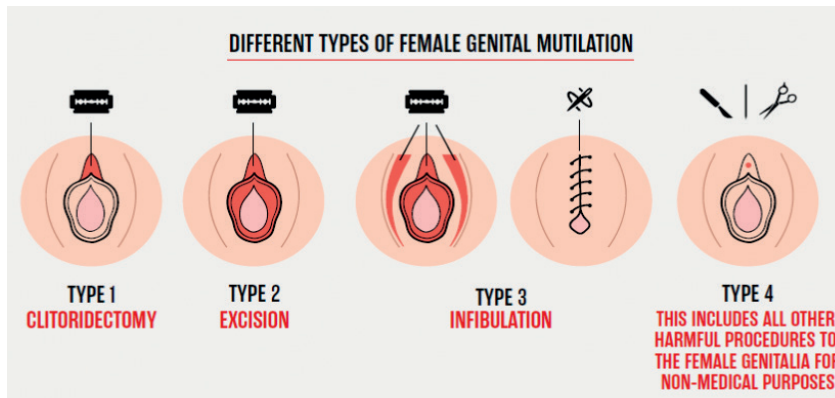 DIFFERENT TYPES OF FEMALE GENITAL MUTILATION
TYPE 1
CLITORIDECTOMY
TYPE 2
EXCISION
TYPE 3
INFIBULATION
TYPE 4
THIS INCLUDES ALL OTHER
HARMFUL PROCEDURES TO
THE FEMALE GENITALIA FOR
NON-MEDICAL PURPOSES